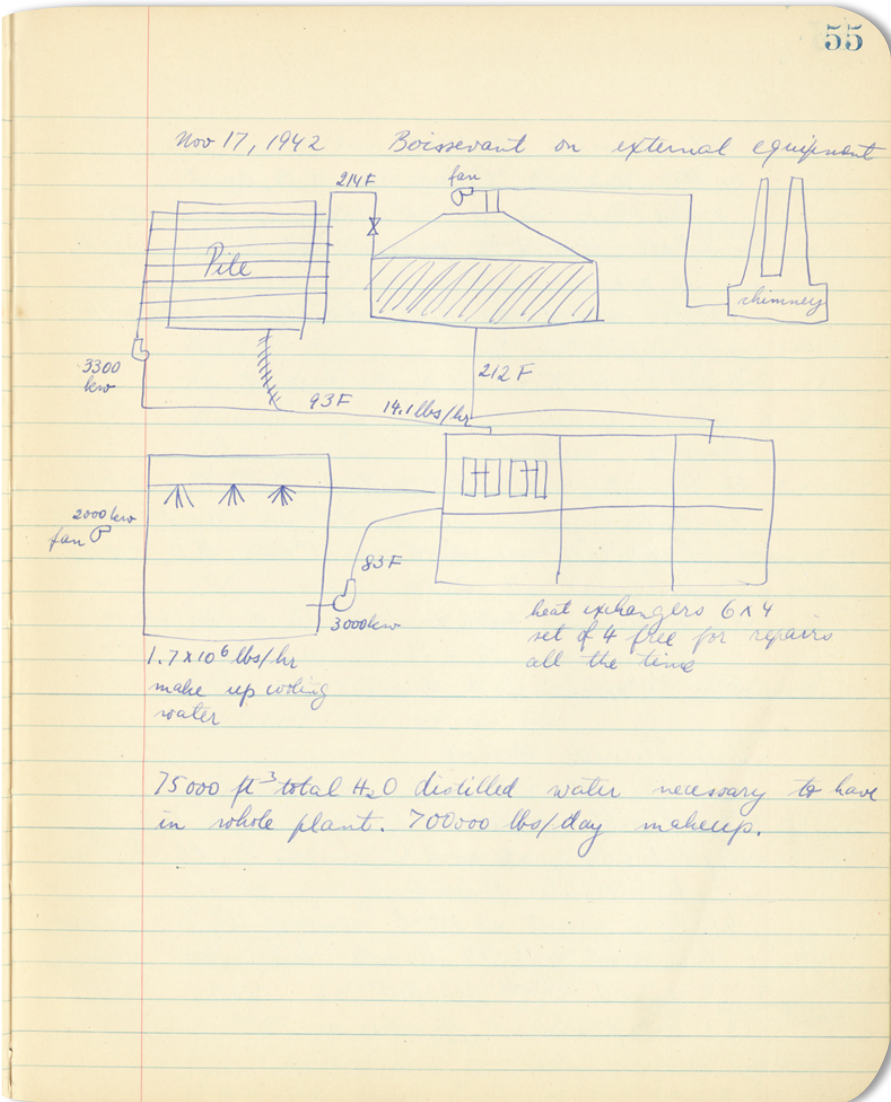 55
Nov 17, 1942 Boissevant on external equipment
214F
fan
Pile
chimney
3300
kw
212 F
93F 14.1 lbs/hr
2000 kw
fan
83F
3000 kw
heat exhangers 6 x 4
set of 4 free for repairs
all the time
1.7 x 10⁶ lbs/hr
make up cooling
water
75000 ft³ total H₂O distilled water necessary to have
in whole plant. 700000 lbs/day makeup.